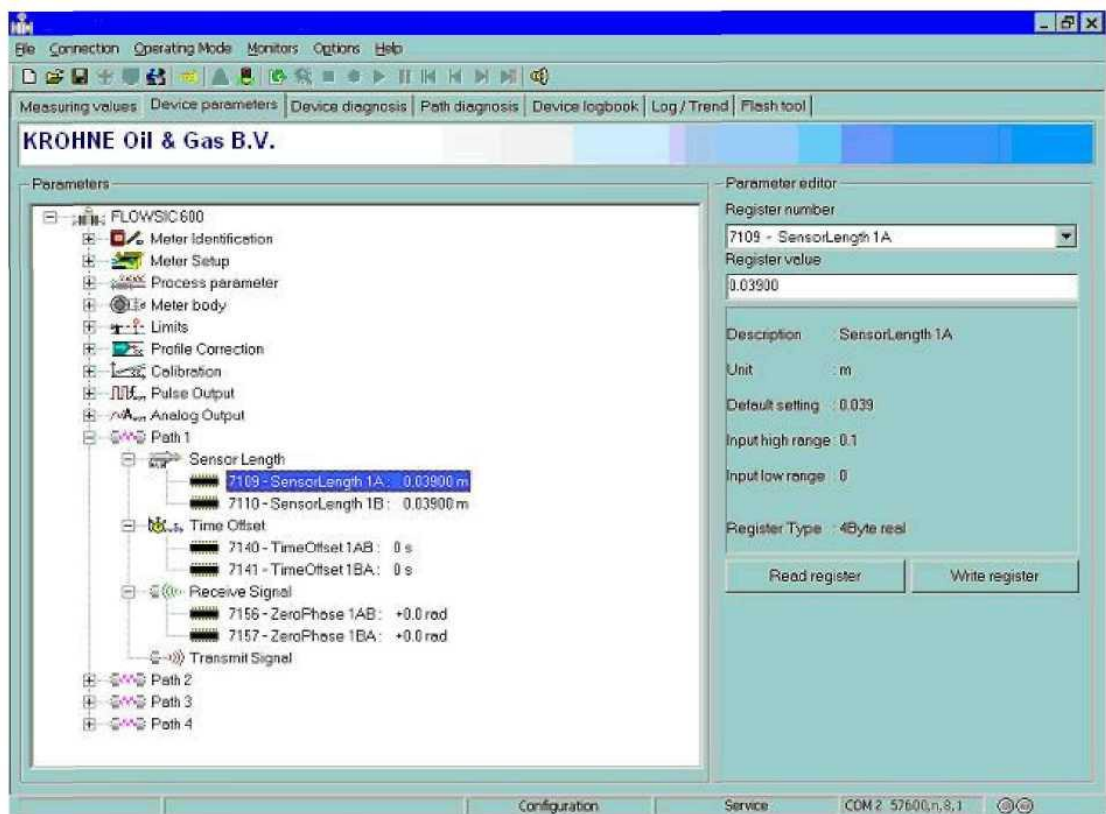 File Connection Operating Mode Monitors Options Help
Measuring values Device parameters Device diagnosis Path diagnosis Device logbook Log / Trend Flash tool
KROHNE Oil & Gas B.V.
Parameters
FLOWSIC600
Meter Identification
Meter Setup
Process parameter
Meter body
Limits
Profile Correction
Calibration
Pulse Output
Analog Output
Path 1
Sensor Length
7109 - SensorLength 1A : 0.03900 m
7110 - SensorLength 1B : 0.03900 m
Time Offset
7140 - TimeOffset 1AB : 0 s
7141 - TimeOffset 1BA : 0 s
Receive Signal
7156 - ZeroPhase 1AB : +0.0 rad
7157 - ZeroPhase 1BA : +0.0 rad
Transmit Signal
Path 2
Path 3
Path 4
Parameter editor
Register number
7109 - SensorLength 1A
Register value
0.03900
Description : SensorLength 1A
Unit : m
Default setting : 0.039
Input high range : 0.1
Input low range : 0
Register Type : 4Byte real
Read register Write register
Configuration Service COM 2 57600,n,8,1